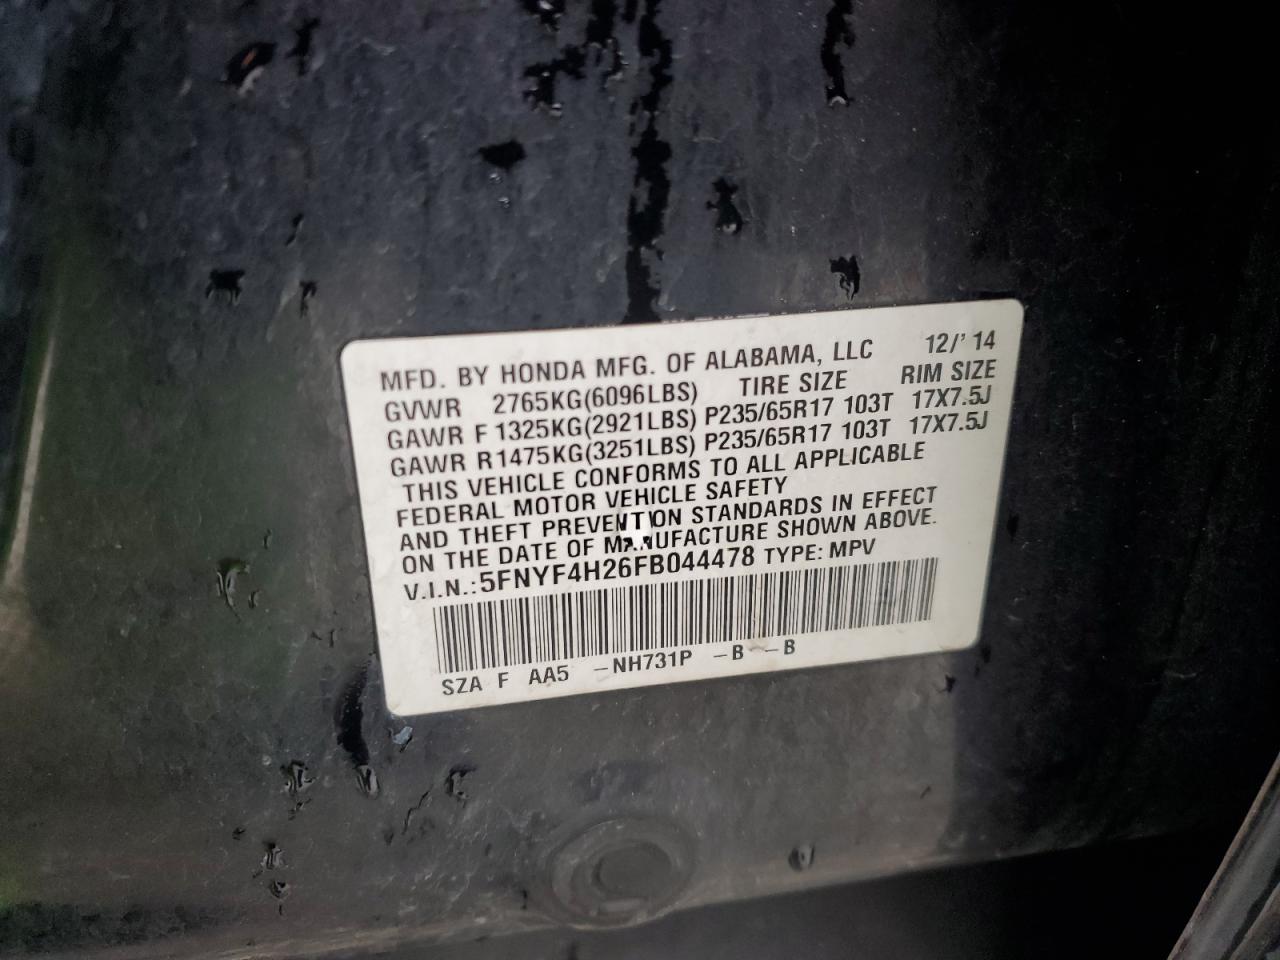 MFD. BY HONDA MFG. OF ALABAMA, LLC 12/'14
GVWR 2765KG(6096LBS) TIRE SIZE RIM SIZE
GAWR F 1325KG(2921LBS) P235/65R17 103T 17X7.5J
GAWR R1475KG(3251LBS) P235/65R17 103T 17X7.5J
THIS VEHICLE CONFORMS TO ALL APPLICABLE
FEDERAL MOTOR VEHICLE SAFETY
AND THEFT PREVENTION STANDARDS IN EFFECT
ON THE DATE OF MANUFACTURE SHOWN ABOVE.
V.I.N.:5FNYF4H26FB044478 TYPE: MPV
SZA F AA5 -NH731P -B -B